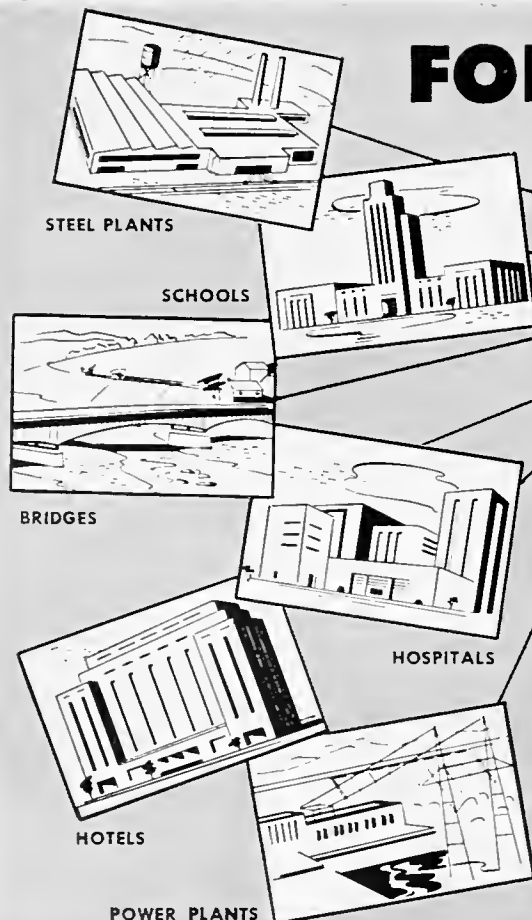 FO
STEEL PLANTS
SCHOOLS
BRIDGES
HOSPITALS
HOTELS
POWER PLANTS